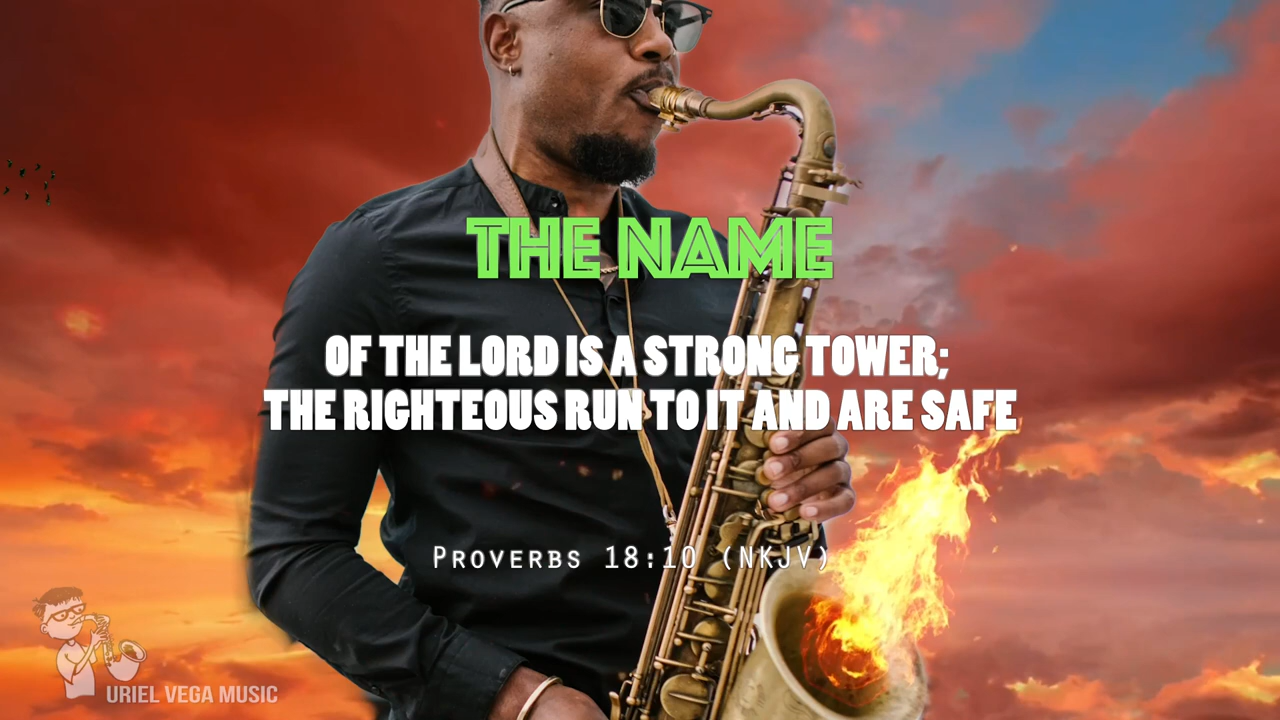 THE NAME
OF THE LORD IS A STRONG TOWER;
THE RIGHTEOUS RUN TO IT AND ARE SAFE
Proverbs 18:10 (NKJV)
URIEL VEGA MUSIC